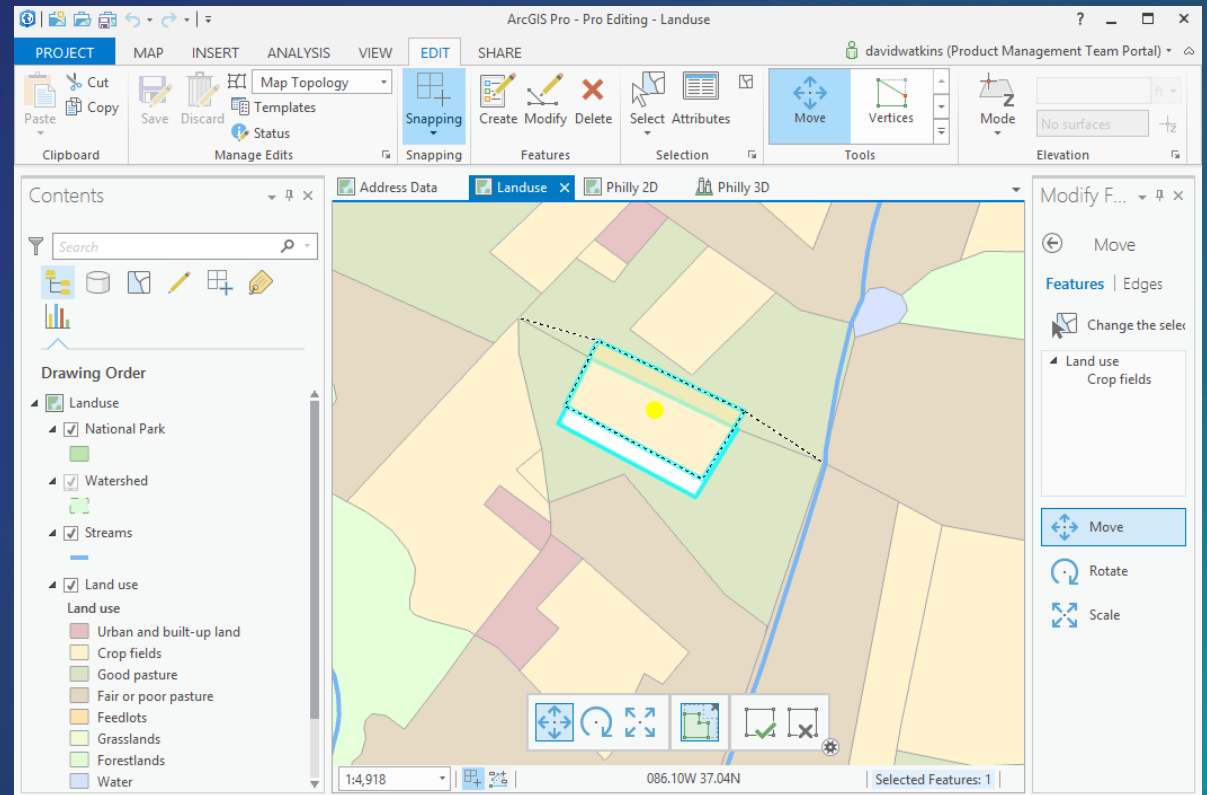 ArcGIS Pro - Pro Editing - Landuse
?
PROJECT MAP INSERT ANALYSIS VIEW EDIT SHARE davidwatkins (Product Management Team Portal)
Paste
Cut
Copy
Clipboard
Save
Discard
Map Topology
Templates
Status
Manage Edits
Snapping
Snapping
Create
Modify
Delete
Features
Select
Attributes
Selection
Move
Vertices
Tools
Mode
Z
ft
No surfaces
z
Elevation
Contents
Search
Drawing Order
Landuse
National Park
Watershed
Streams
Land use
Land use
Urban and built-up land
Crop fields
Good pasture
Fair or poor pasture
Feedlots
Grasslands
Forestlands
Water
Address Data Landuse Philly 2D Philly 3D
1:4,918 086.10W 37.04N Selected Features: 1
Modify F...
Move
Features | Edges
Change the selec
Land use
Crop fields
Move
Rotate
Scale